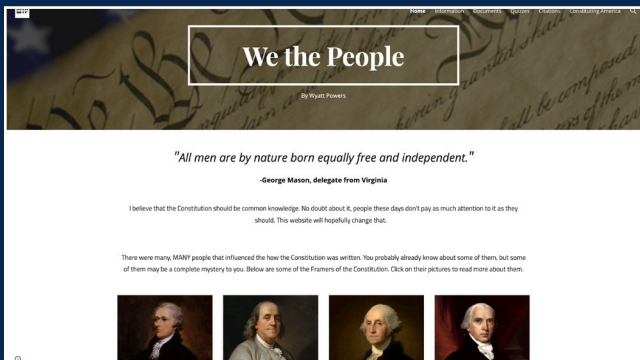 Home Information Documents Quizzes Citations Constituting America
We the People
By Wyatt Powers
"All men are by nature born equally free and independent."
-George Mason, delegate from Virginia
I believe that the Constitution should be common knowledge. No doubt about it, people these days don't pay as much attention to it as they
should. This website will hopefully change that.
There were many, MANY people that influenced the how the Constitution was written. You probably already know about some of them, but some
of them may be a complete mystery to you. Below are some of the Framers of the Constitution. Click on their pictures to read more about them.